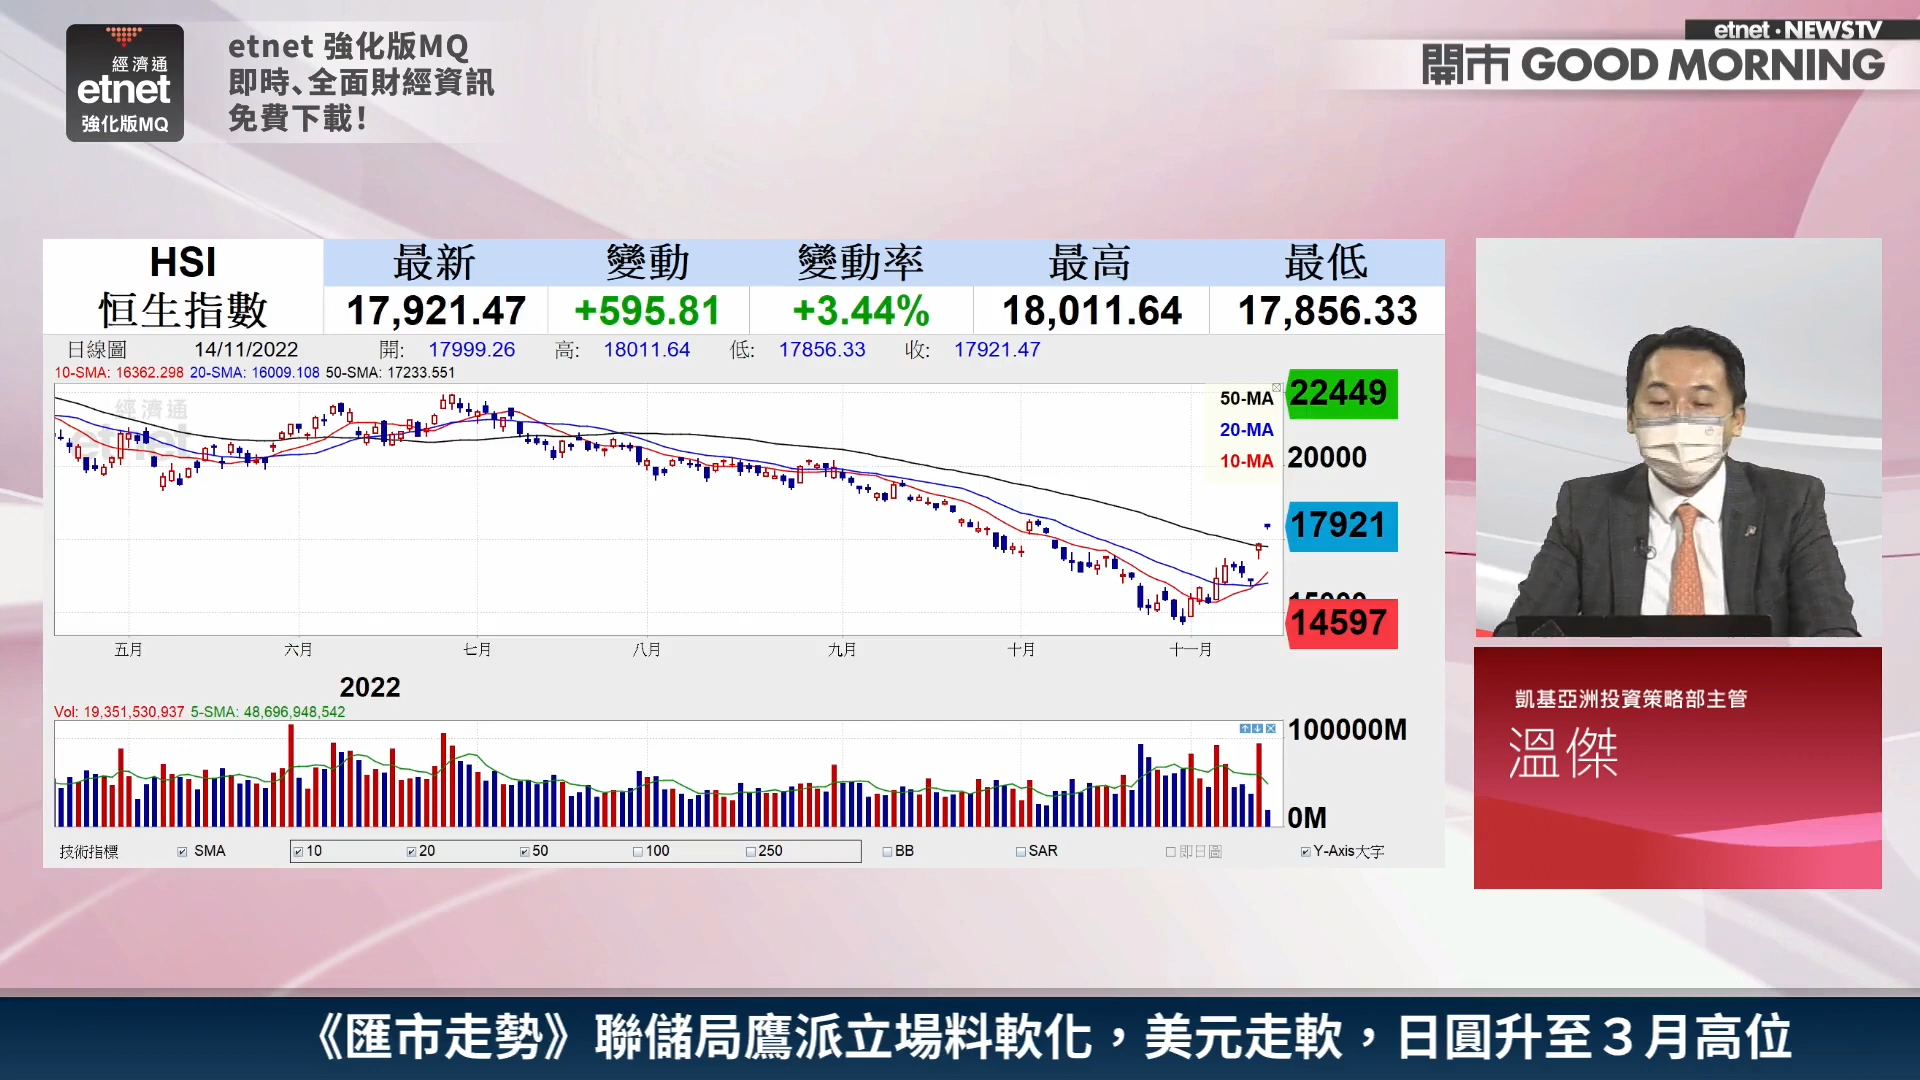 經濟通
etnet
強化版MQ
etnet 強化版MQ
即時、全面財經資訊
免費下載!
etnet·NEWSTV
開市 GOOD MORNING
HSI 最新 變動 變動率 最高 最低
恒生指數 17,921.47 +595.81 +3.44% 18,011.64 17,856.33
日線圖 14/11/2022 開: 17999.26 高: 18011.64 低: 17856.33 收: 17921.47
10-SMA: 16362.298 20-SMA: 16009.108 50-SMA: 17233.551
經濟通
etnet
50-MA
20-MA
10-MA
22449
20000
17921
15000
14597
五月 六月 七月 八月 九月 十月 十一月
2022
Vol: 19,351,530,937 5-SMA: 48,696,948,542
100000M
0M
技術指標 SMA 10 20 50 100 250 BB SAR 即日圖 Y-Axis大字
凱基亞洲投資策略部主管
溫傑
《匯市走勢》聯儲局鷹派立場料軟化，美元走軟，日圓升至３月高位